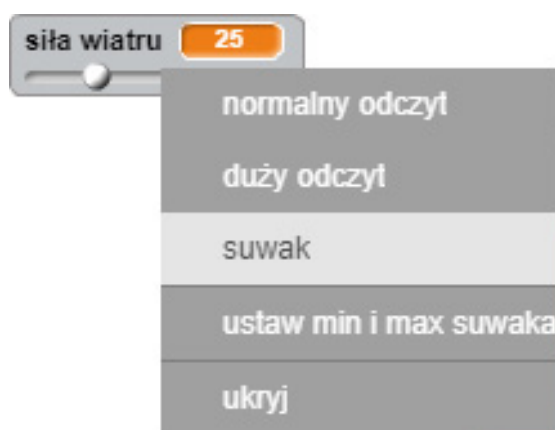 siła wiatru 25
normalny odczyt
duży odczyt
suwak
ustaw min i max suwaka
ukryj